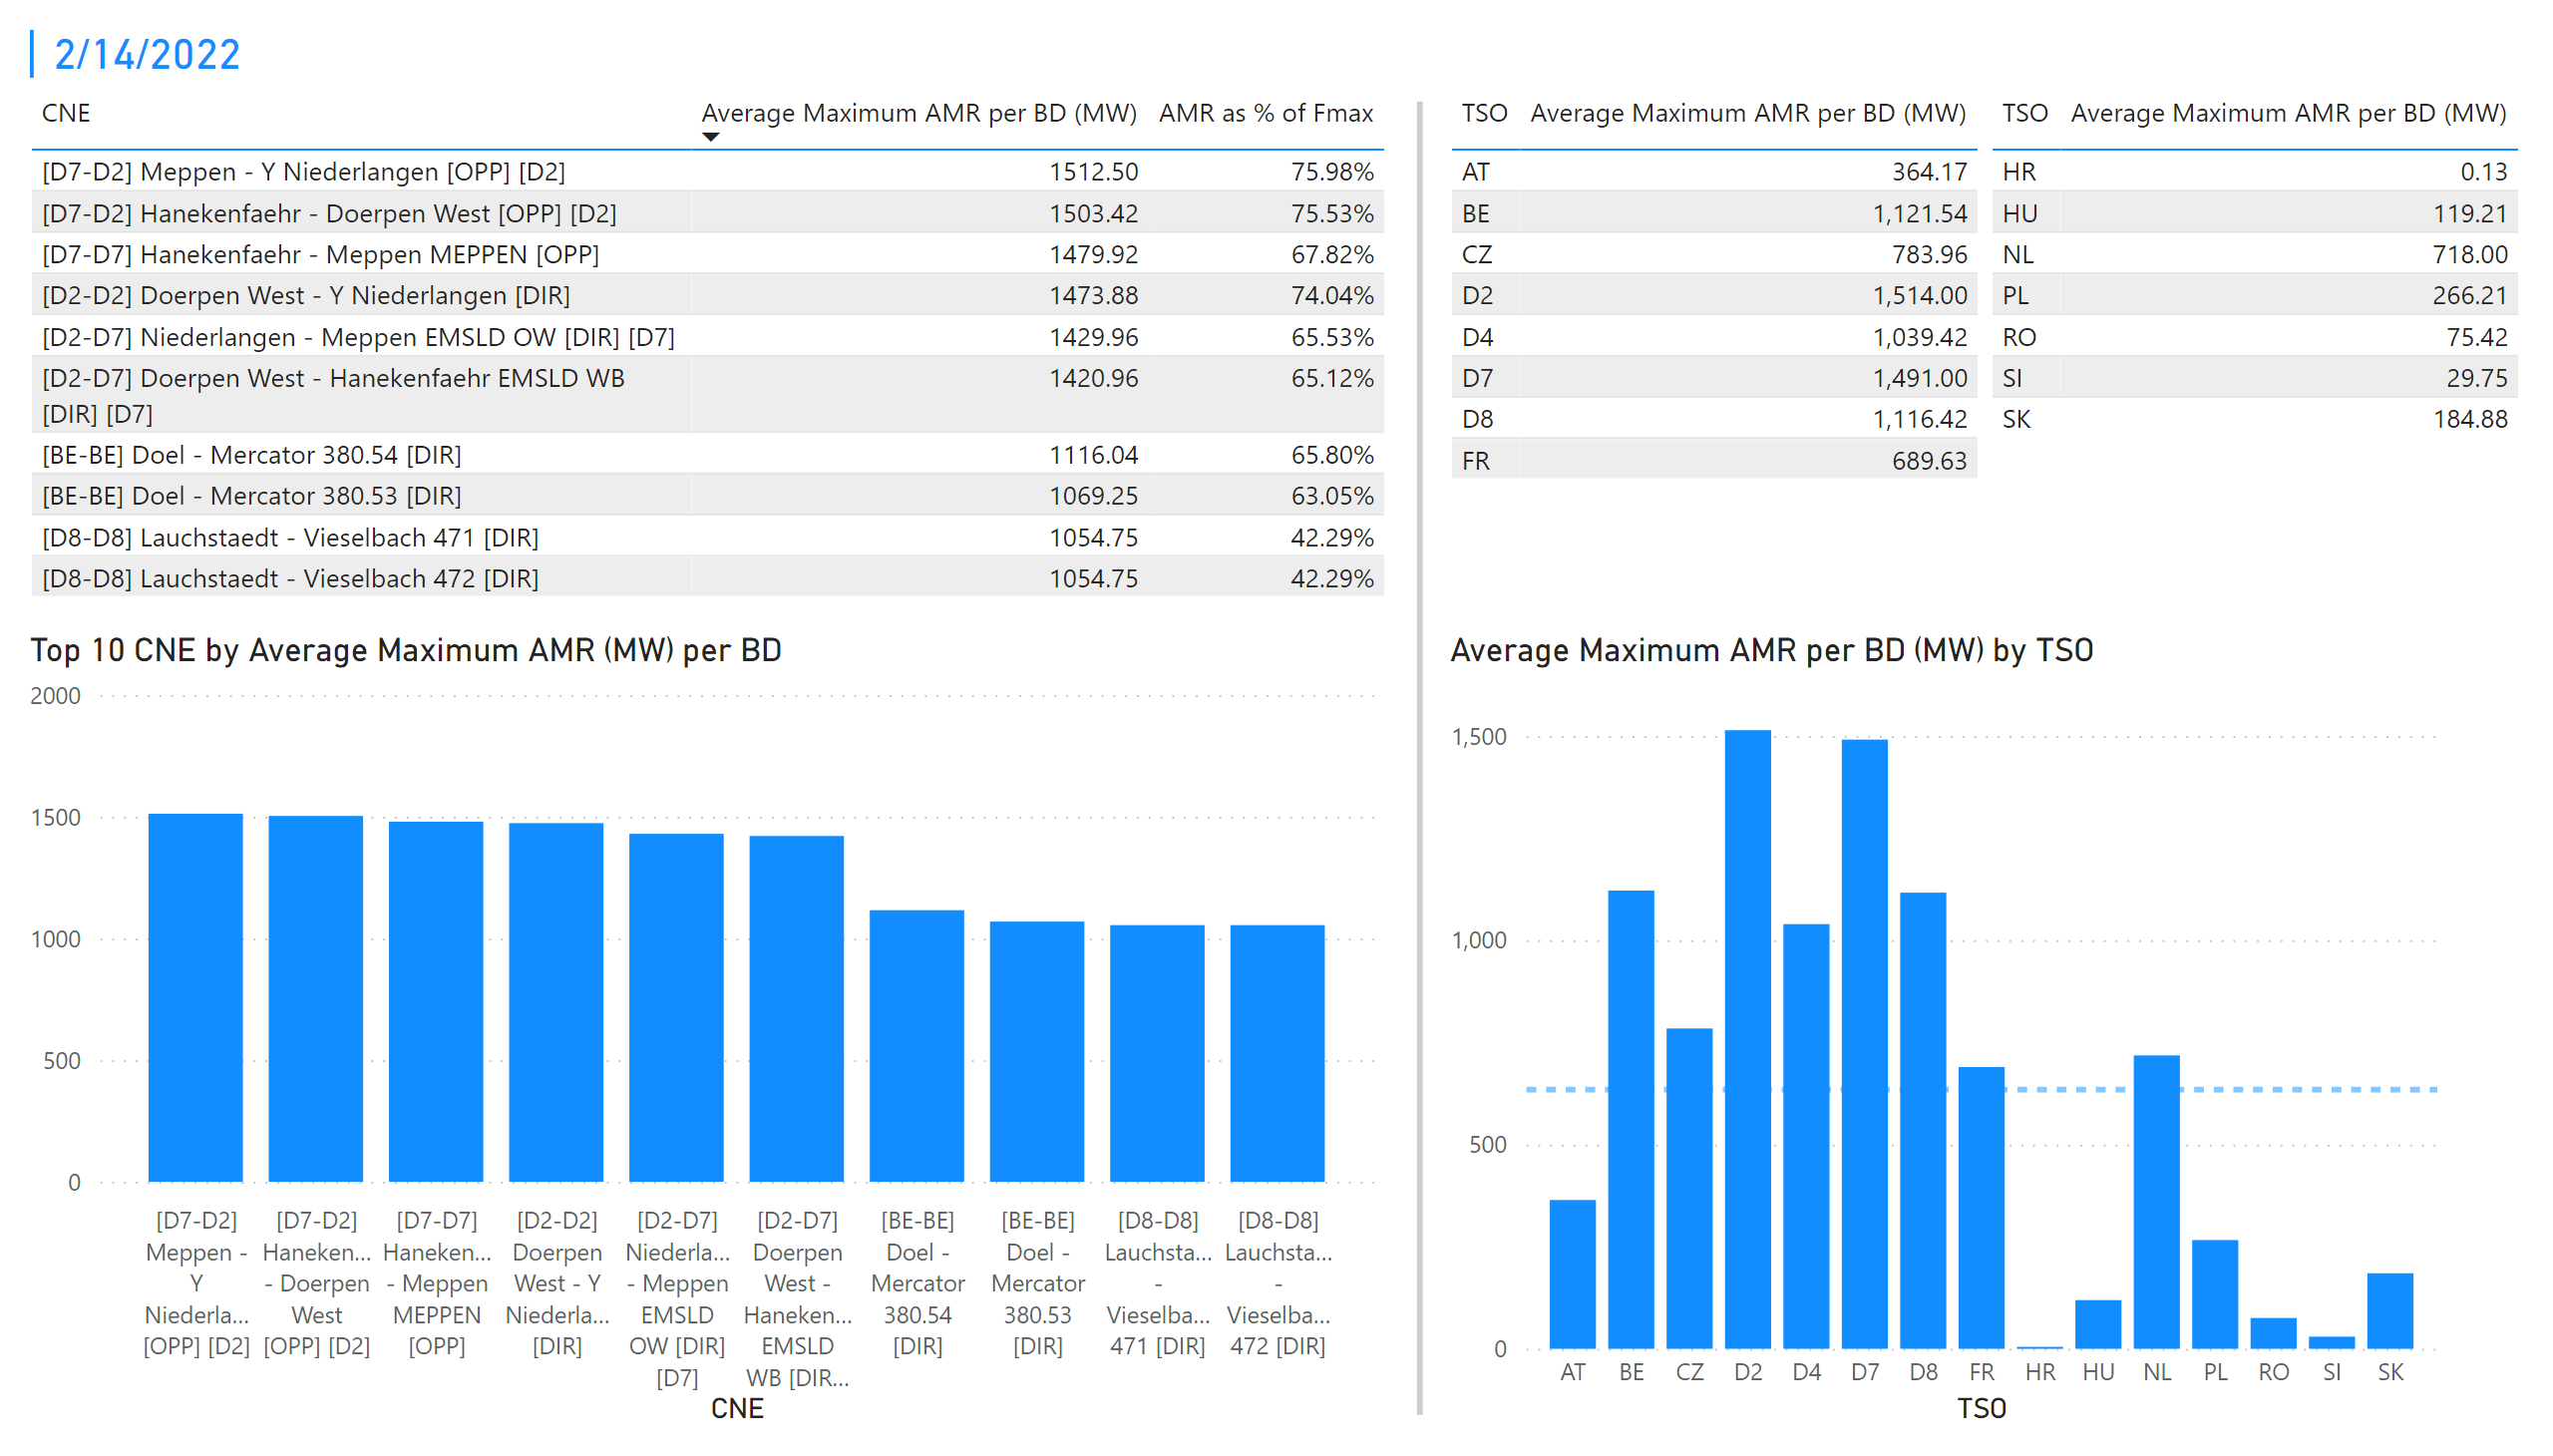 2/14/2022
CNE Average Maximum AMR per BD (MW) AMR as % of Fmax
[D7-D2] Meppen - Y Niederlangen [OPP] [D2] 1512.50 75.98%
[D7-D2] Hanekenfaehr - Doerpen West [OPP] [D2] 1503.42 75.53%
[D7-D7] Hanekenfaehr - Meppen MEPPEN [OPP] 1479.92 67.82%
[D2-D2] Doerpen West - Y Niederlangen [DIR] 1473.88 74.04%
[D2-D7] Niederlangen - Meppen EMSLD OW [DIR] [D7] 1429.96 65.53%
[D2-D7] Doerpen West - Hanekenfaehr EMSLD WB 1420.96 65.12%
[DIR] [D7]
[BE-BE] Doel - Mercator 380.54 [DIR] 1116.04 65.80%
[BE-BE] Doel - Mercator 380.53 [DIR] 1069.25 63.05%
[D8-D8] Lauchstaedt - Vieselbach 471 [DIR] 1054.75 42.29%
[D8-D8] Lauchstaedt - Vieselbach 472 [DIR] 1054.75 42.29%
TSO Average Maximum AMR per BD (MW)
AT 364.17
BE 1,121.54
CZ 783.96
D2 1,514.00
D4 1,039.42
D7 1,491.00
D8 1,116.42
FR 689.63
TSO Average Maximum AMR per BD (MW)
HR 0.13
HU 119.21
NL 718.00
PL 266.21
RO 75.42
SI 29.75
SK 184.88
Top 10 CNE by Average Maximum AMR (MW) per BD
2000
1500
1000
500
0
[D7-D2]
Meppen -
Y
Niederla...
[OPP] [D2]
[D7-D2]
Haneken...
- Doerpen
West
[OPP] [D2]
[D7-D7]
Haneken...
- Meppen
MEPPEN
[OPP]
[D2-D2]
Doerpen
West - Y
Niederla...
[DIR]
[D2-D7]
Niederla...
- Meppen
EMSLD
OW [DIR]
[D7]
[D2-D7]
Doerpen
West -
Haneken...
EMSLD
WB [DIR...
[BE-BE]
Doel -
Mercator
380.54
[DIR]
[BE-BE]
Doel -
Mercator
380.53
[DIR]
[D8-D8]
Lauchsta...
-
Vieselba...
471 [DIR]
[D8-D8]
Lauchsta...
-
Vieselba...
472 [DIR]
CNE
Average Maximum AMR per BD (MW) by TSO
1,500
1,000
500
0
AT BE CZ D2 D4 D7 D8 FR HR HU NL PL RO SI SK
TSO